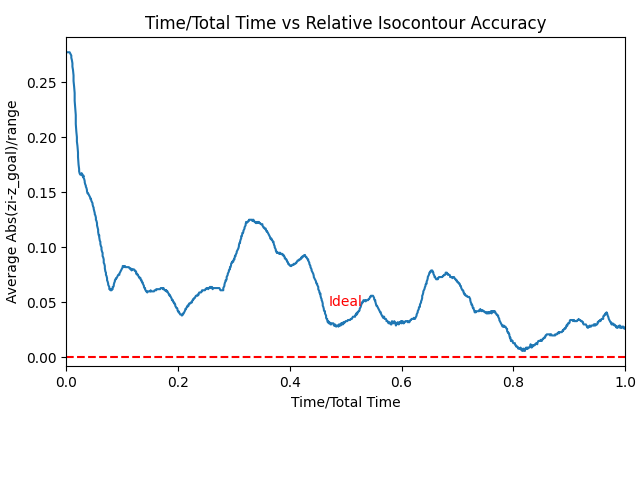 Time/Total Time vs Relative Isocontour Accuracy
Average Abs(zi-z_goal)/range
0.25
0.20
0.15
0.10
0.05
0.00
Ideal
0.0 0.2 0.4 0.6 0.8 1.0
Time/Total Time